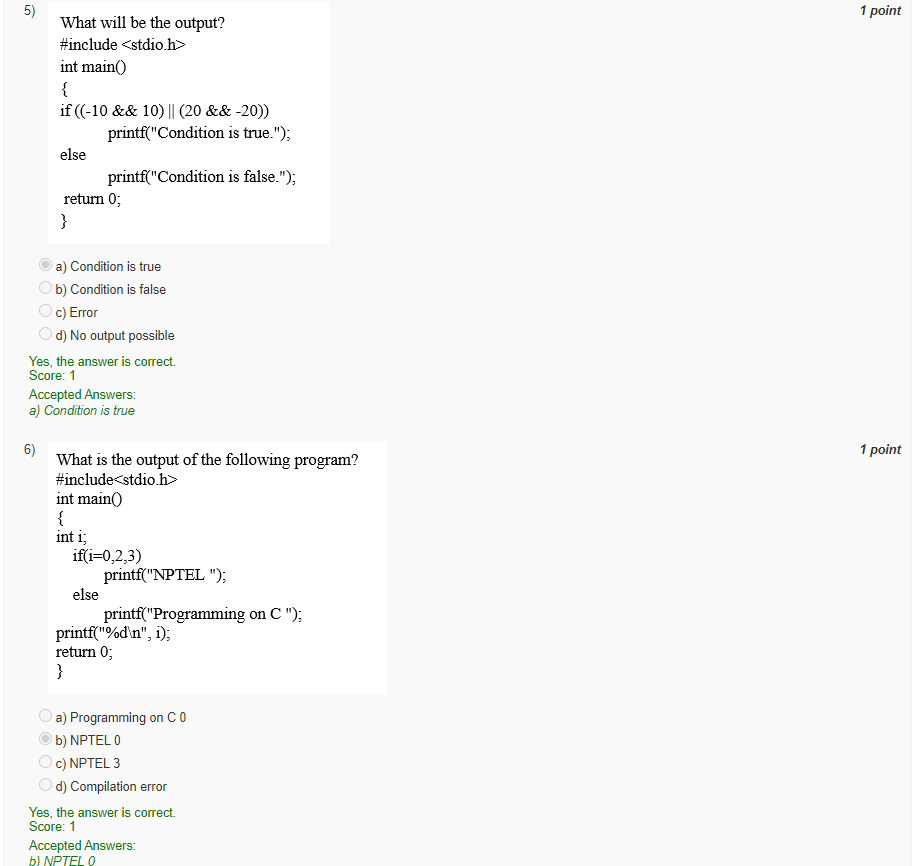 5)
1 point
What will be the output?
#include <stdio.h>
int main()
{
if ((-10 && 10) || (20 && -20))
printf("Condition is true.");
else
printf("Condition is false.");
return 0;
}
a) Condition is true
b) Condition is false
c) Error
d) No output possible
Yes, the answer is correct.
Score: 1
Accepted Answers:
a) Condition is true
6)
1 point
What is the output of the following program?
#include<stdio.h>
int main()
{
int i;
if(i=0,2,3)
printf("NPTEL ");
else
printf("Programming on C ");
printf("%d\n", i);
return 0;
}
a) Programming on C 0
b) NPTEL 0
c) NPTEL 3
d) Compilation error
Yes, the answer is correct.
Score: 1
Accepted Answers:
b) NPTEL 0